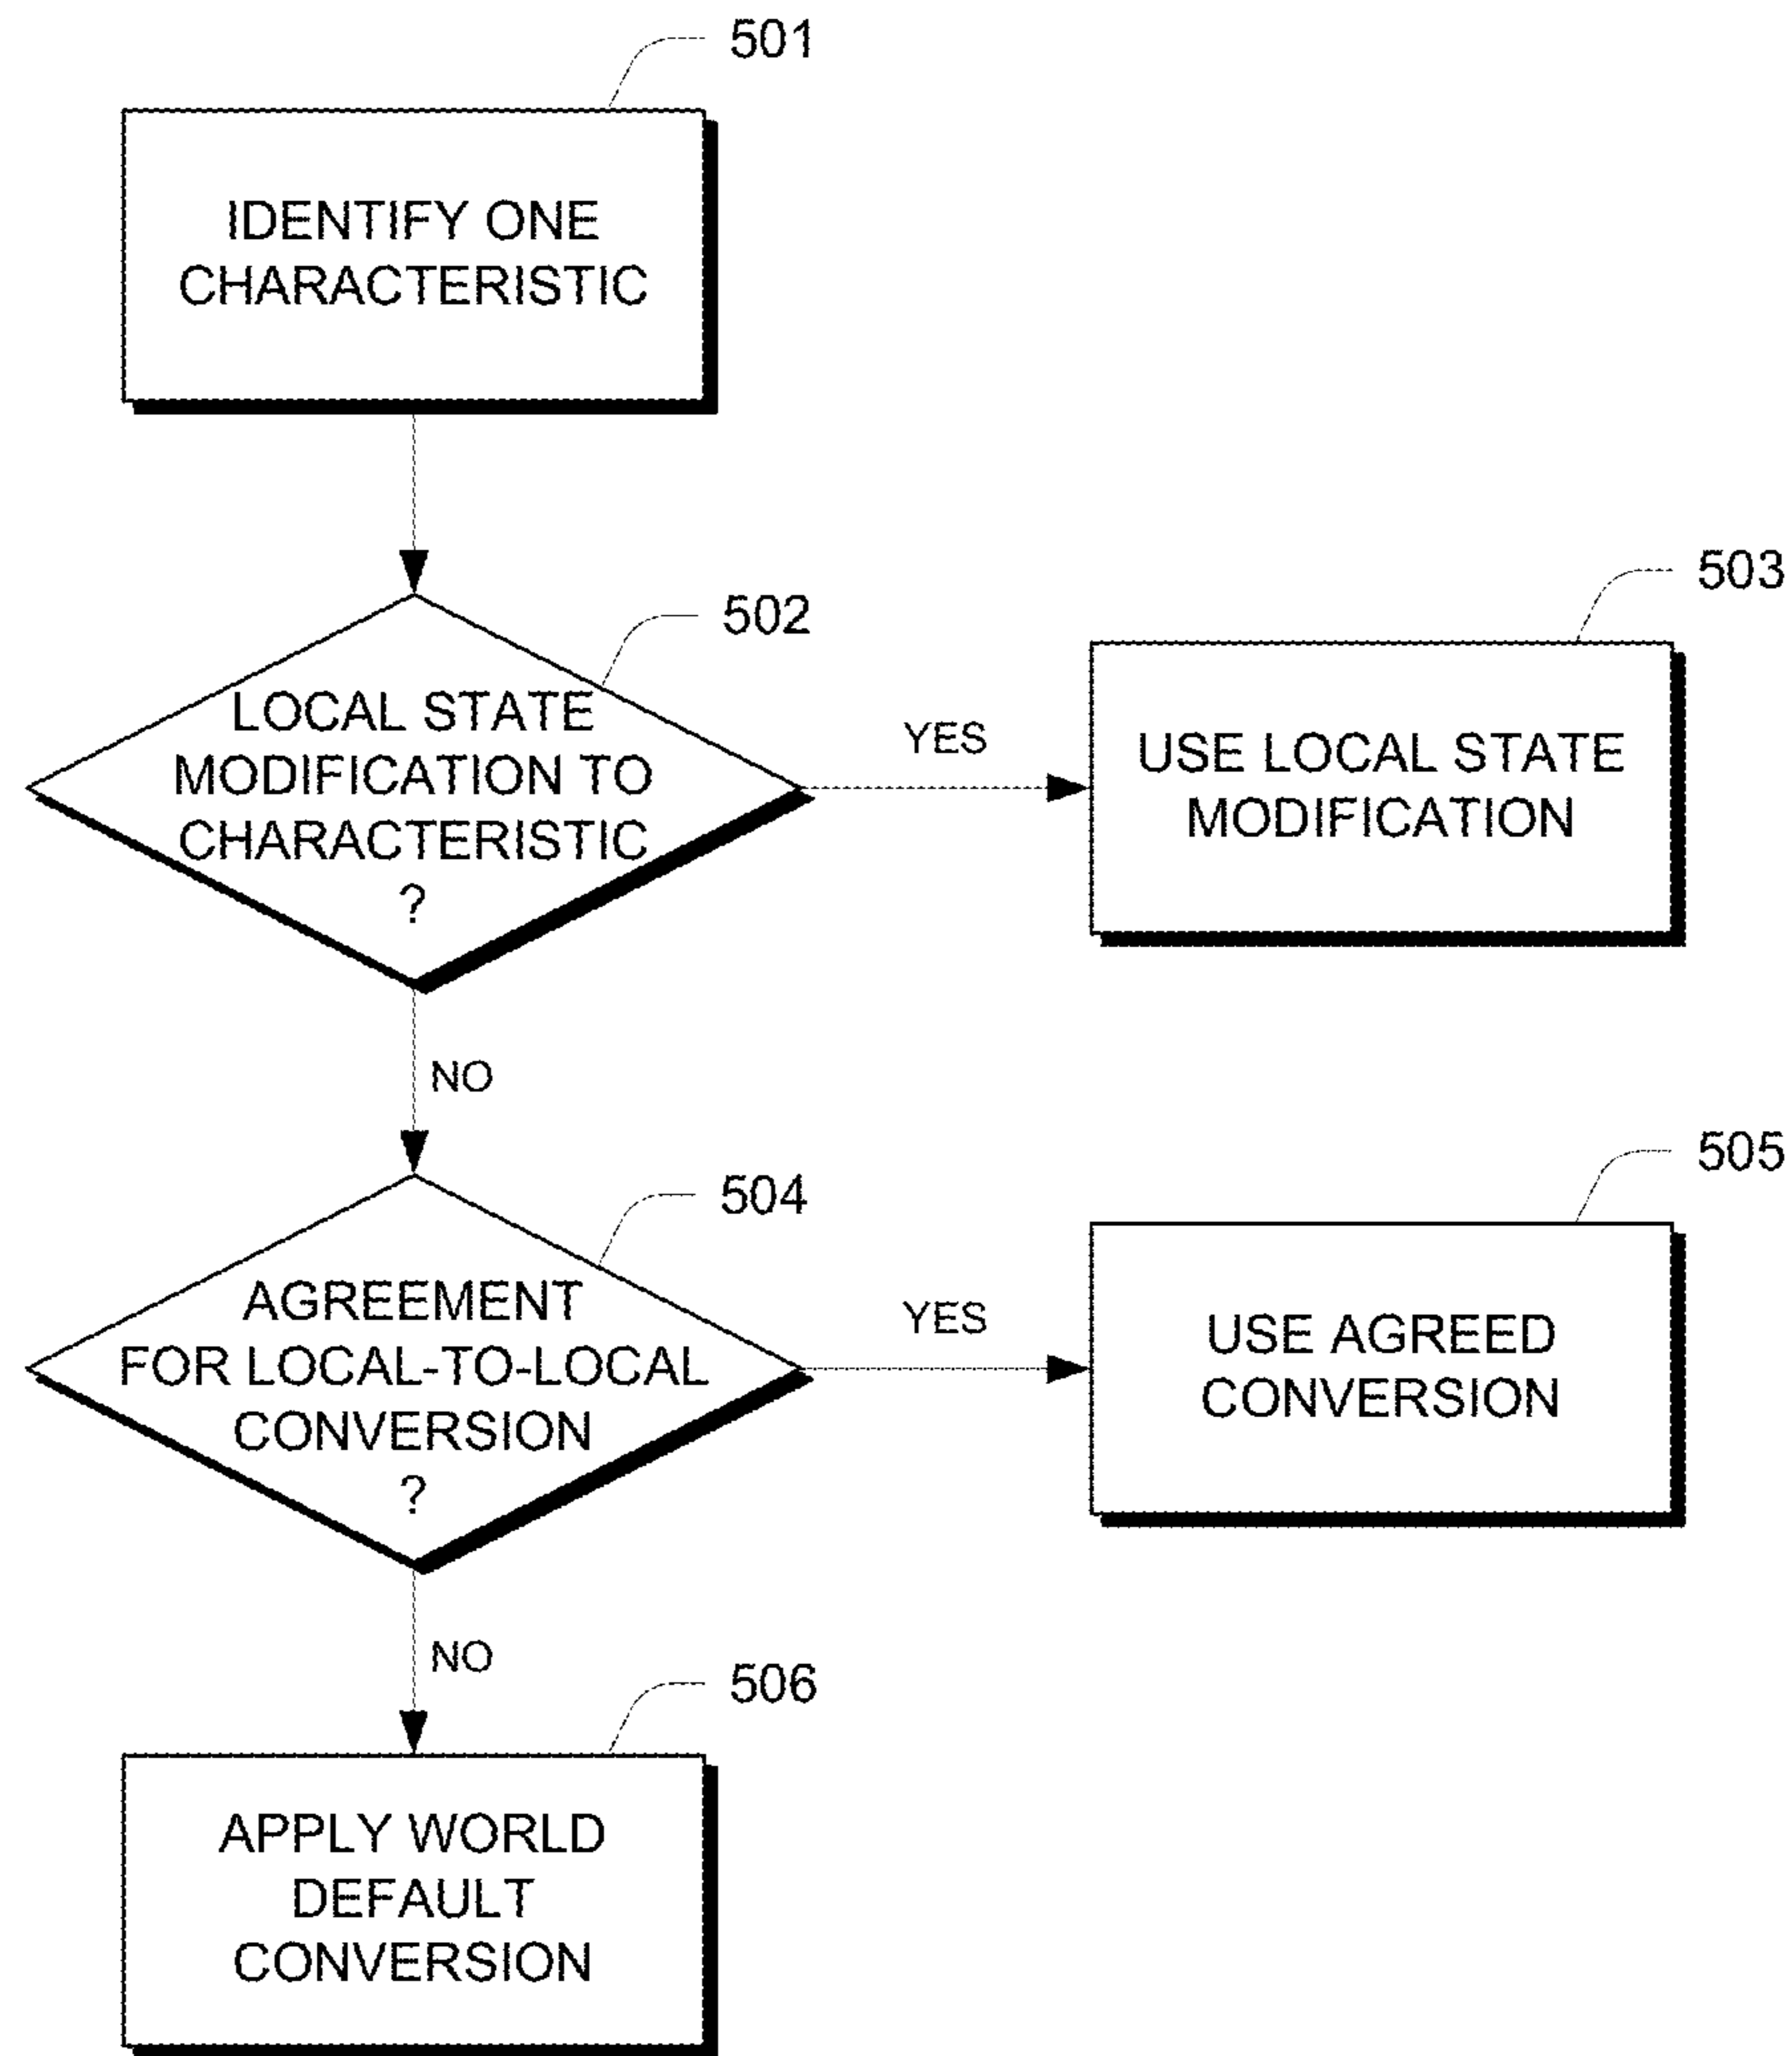 501
IDENTIFY ONE
CHARACTERISTIC
502
LOCAL STATE
MODIFICATION TO
CHARACTERISTIC
?
YES
503
USE LOCAL STATE
MODIFICATION
NO
504
AGREEMENT
FOR LOCAL-TO-LOCAL
CONVERSION
?
YES
505
USE AGREED
CONVERSION
NO
506
APPLY WORLD
DEFAULT
CONVERSION